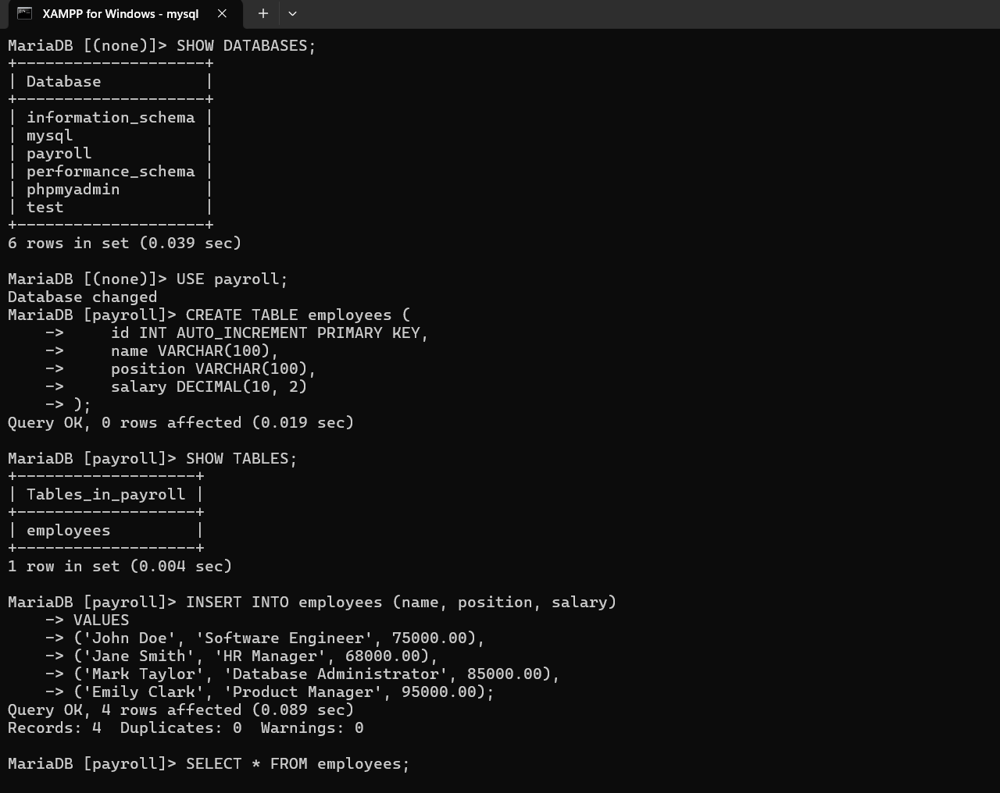 XAMPP for Windows - mysql
MariaDB [(none)]> SHOW DATABASES;
+--------------------+
| Database           |
+--------------------+
| information_schema |
| mysql              |
| payroll            |
| performance_schema |
| phpmyadmin         |
| test               |
+--------------------+
6 rows in set (0.039 sec)

MariaDB [(none)]> USE payroll;
Database changed
MariaDB [payroll]> CREATE TABLE employees (
    ->     id INT AUTO_INCREMENT PRIMARY KEY,
    ->     name VARCHAR(100),
    ->     position VARCHAR(100),
    ->     salary DECIMAL(10, 2)
    -> );
Query OK, 0 rows affected (0.019 sec)

MariaDB [payroll]> SHOW TABLES;
+-------------------+
| Tables_in_payroll |
+-------------------+
| employees         |
+-------------------+
1 row in set (0.004 sec)

MariaDB [payroll]> INSERT INTO employees (name, position, salary)
    -> VALUES
    -> ('John Doe', 'Software Engineer', 75000.00),
    -> ('Jane Smith', 'HR Manager', 68000.00),
    -> ('Mark Taylor', 'Database Administrator', 85000.00),
    -> ('Emily Clark', 'Product Manager', 95000.00);
Query OK, 4 rows affected (0.089 sec)
Records: 4  Duplicates: 0  Warnings: 0

MariaDB [payroll]> SELECT * FROM employees;